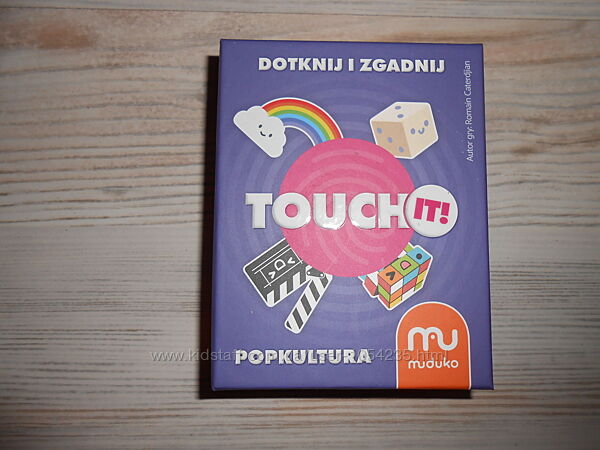 DOTKNIJ I ZGADNIJ
Autor gry: Romain Caterdjian
TOUCH IT!
POPKULTURA
muduko